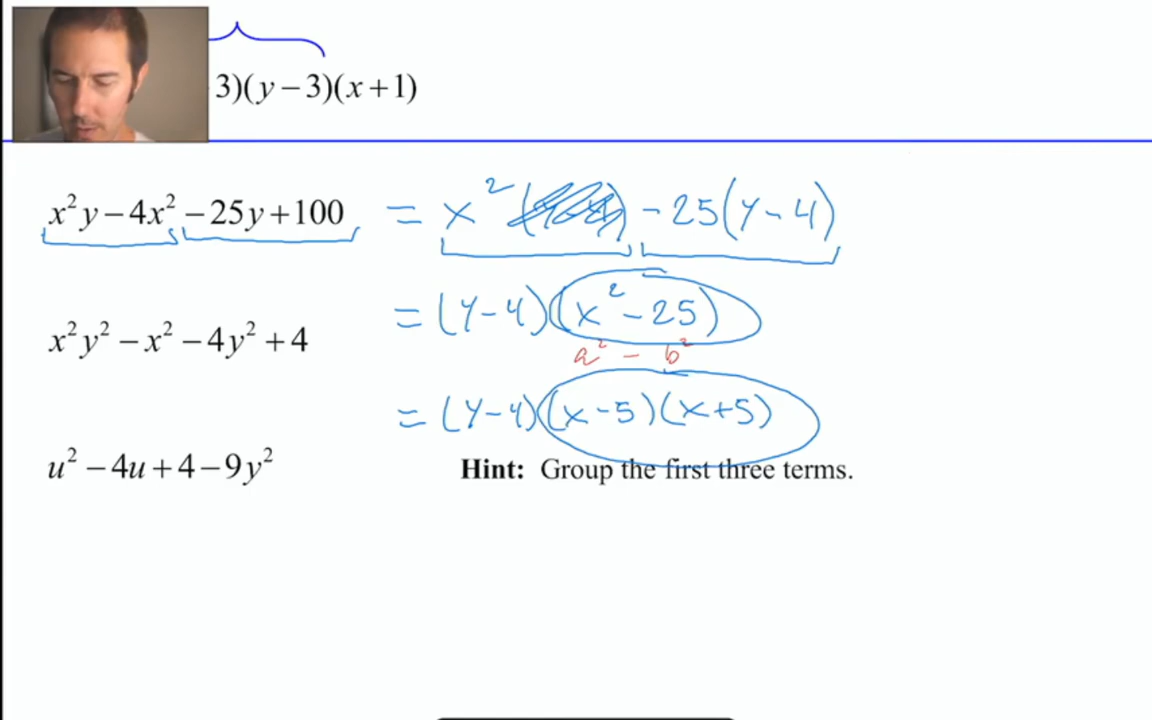 3)(y − 3)(x + 1)
x²y − 4x² − 25y + 100 = x² − 25(y − 4)
= (y − 4)(x² − 25)
a² − b²
x²y² − x² − 4y² + 4
= (y − 4)(x − 5)(x + 5)
u² − 4u + 4 − 9y² Hint: Group the first three terms.